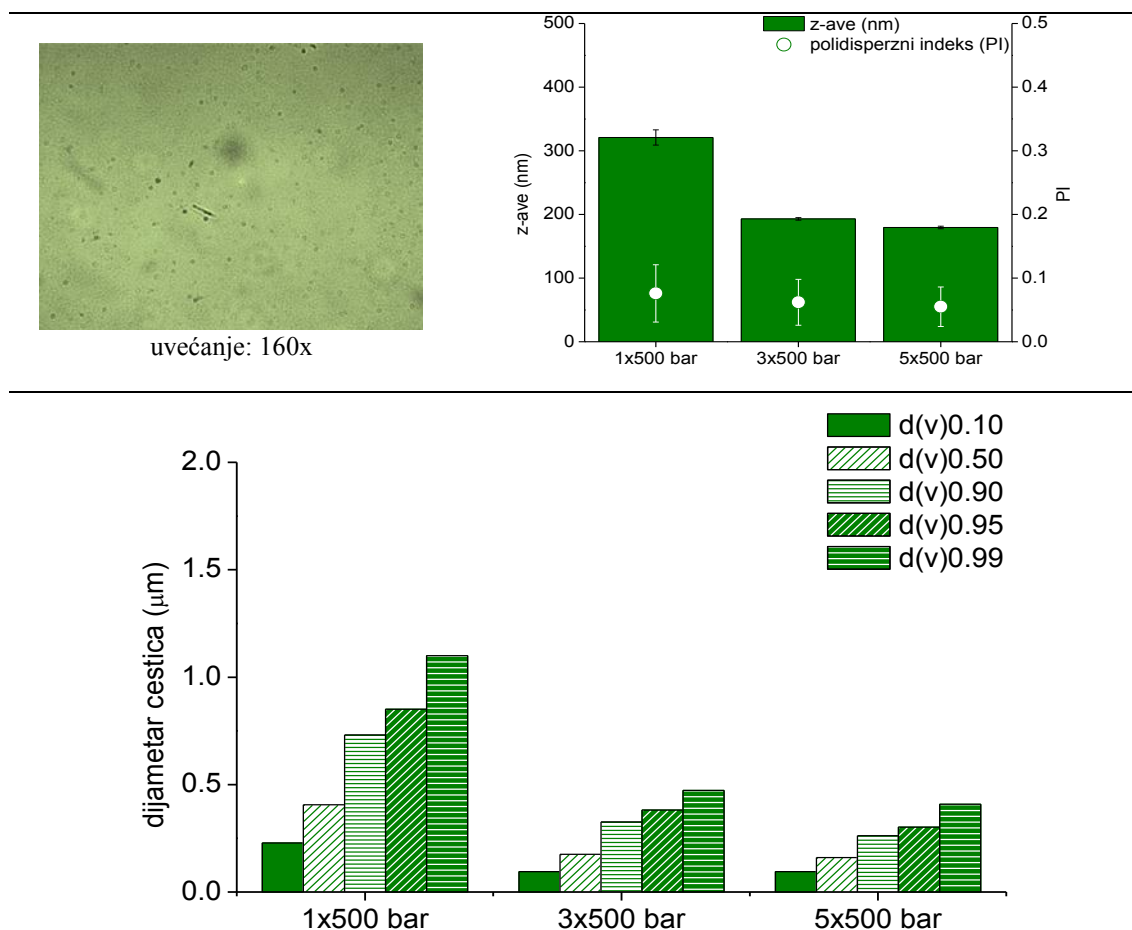 uvećanje: 160x
z-ave (nm)
polidisperzni indeks (PI)
500
400
300
200
100
0
z-ave (nm)
0.5
0.4
0.3
0.2
0.1
0.0
PI
1x500 bar 3x500 bar 5x500 bar
d(v)0.10
d(v)0.50
d(v)0.90
d(v)0.95
d(v)0.99
2.0
1.5
1.0
0.5
0.0
dijametar cestica (μm)
1x500 bar 3x500 bar 5x500 bar